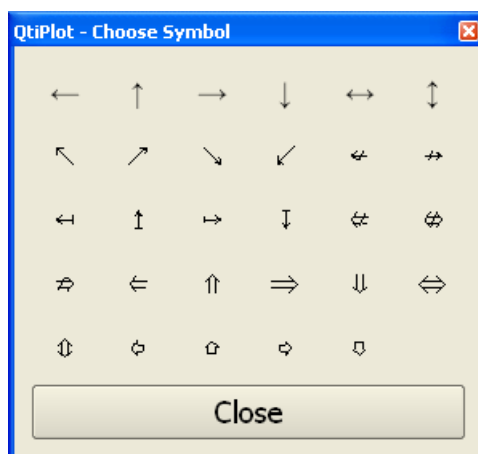 QtiPlot - Choose Symbol
← ↑ → ↓ ↔ ↕
↖ ↗ ↘ ↙ ↚ ↛
↤ ↥ ↦ ↧ ⇍ ⇎
⇏ ⇐ ⇑ ⇒ ⇓ ⇔
⇕ ⇦ ⇧ ⇨ ⇩
Close